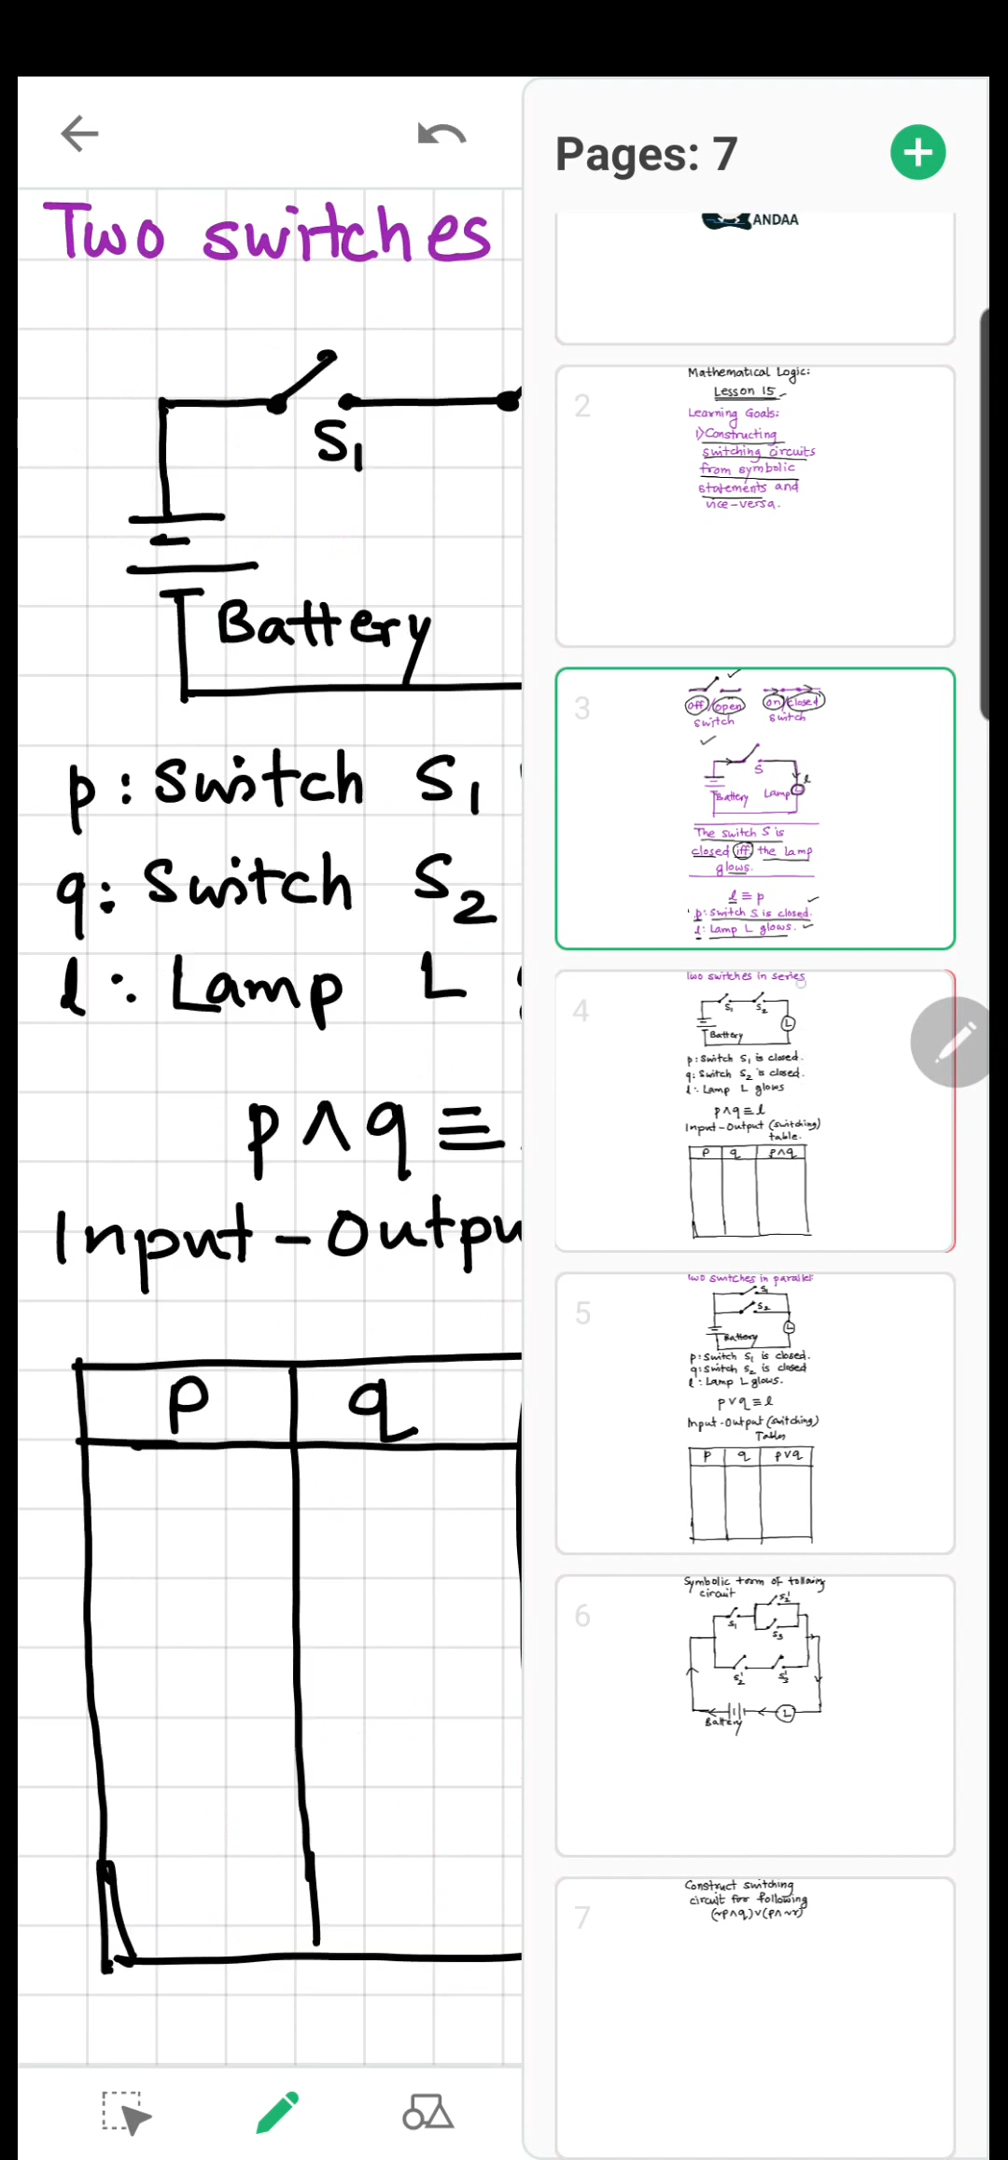 Two switches
S1
Battery
p: Switch S1
q: Switch S2
l: Lamp L
p ∧ q ≡
Input - Outpu
p q
Pages: 7
ANDAA
2
Mathematical Logic:
Lesson 15
Learning Goals:
1) Constructing
switching circuits
from symbolic
statements and
vice-versa.
3
off/open on/closed
switch switch
S
l
Battery Lamp L
The switch S is
closed iff the lamp
glows.
l ≡ p
p: Switch S is closed.
l: Lamp L glows.
4
Two switches in series
S1 S2
L
Battery
p: Switch S1 is closed.
q: Switch S2 is closed.
l: Lamp L glows
p∧q ≡ l
Input-Output (switching)
table.
p q p∧q
5
Two switches in parallel
S1
S2
L
Battery
p: Switch S1 is closed.
q: Switch S2 is closed
l: Lamp L glows.
p∨q ≡ l
Input-Output (switching)
p q p∨q
6
Symbolic form of following
circuit
S2'
S1
S3
S2' S3'
L
Battery
7
Construct switching
circuit for following
(~p∧q)∨(p∧~r)